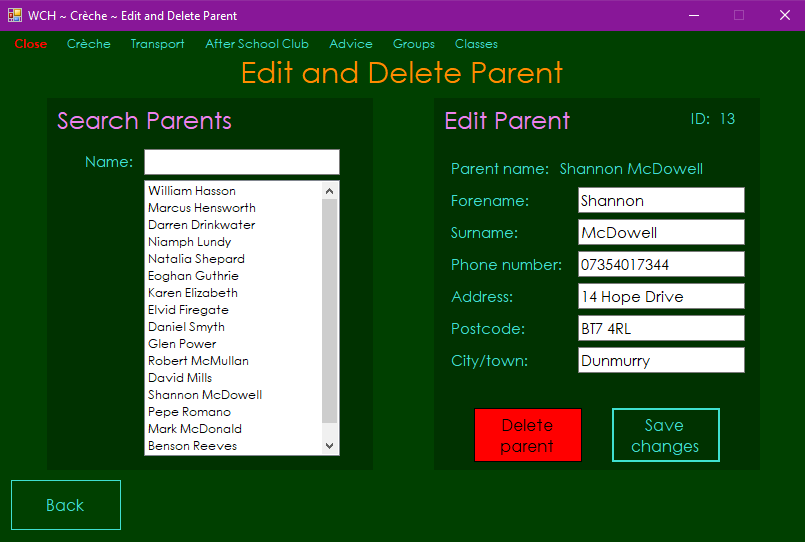 WCH ~ Crèche ~ Edit and Delete Parent
Close Crèche Transport After School Club Advice Groups Classes
Edit and Delete Parent
Search Parents
Name:
William Hasson
Marcus Hensworth
Darren Drinkwater
Niamph Lundy
Natalia Shepard
Eoghan Guthrie
Karen Elizabeth
Elvid Firegate
Daniel Smyth
Glen Power
Robert McMullan
David Mills
Shannon McDowell
Pepe Romano
Mark McDonald
Benson Reeves
Edit Parent
ID: 13
Parent name: Shannon McDowell
Forename: Shannon
Surname: McDowell
Phone number: 07354017344
Address: 14 Hope Drive
Postcode: BT7 4RL
City/town: Dunmurry
Delete
parent
Save
changes
Back